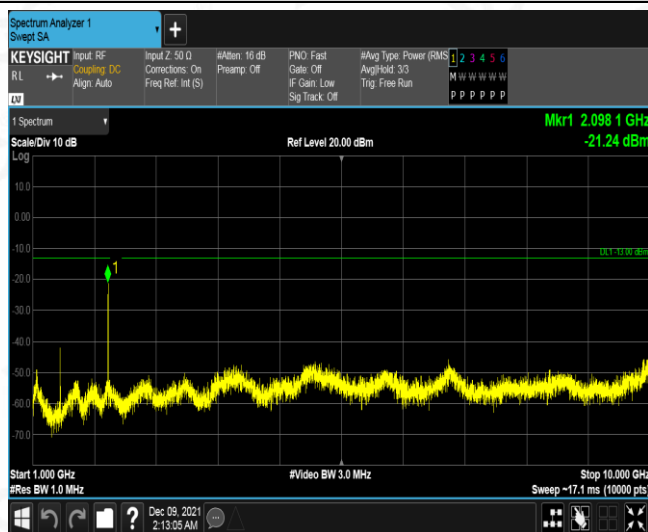 Spectrum Analyzer 1
Swept SA
+
KEYSIGHT
RL
Input: RF
Coupling: DC
Align: Auto
Input Z: 50 Ω
Corrections: On
Freq Ref: Int (S)
#Atten: 16 dB
Preamp: Off
PNO: Fast
Gate: Off
IF Gain: Low
Sig Track: Off
#Avg Type: Power (RMS
Avg|Hold: 3/3
Trig: Free Run
1 2 3 4 5 6
M W W W W W
P P P P P P
1 Spectrum
Scale/Div 10 dB
Ref Level 20.00 dBm
Mkr1 2.098 1 GHz
-21.24 dBm
Log
10.0
0.00
-10.0
-20.0
-30.0
-40.0
-50.0
-60.0
-70.0
DL1 -13.00 dBm
1
Start 1.000 GHz
#Res BW 1.0 MHz
#Video BW 3.0 MHz
Stop 10.000 GHz
Sweep ~17.1 ms (10000 pts)
?
Dec 09, 2021
2:13:05 AM